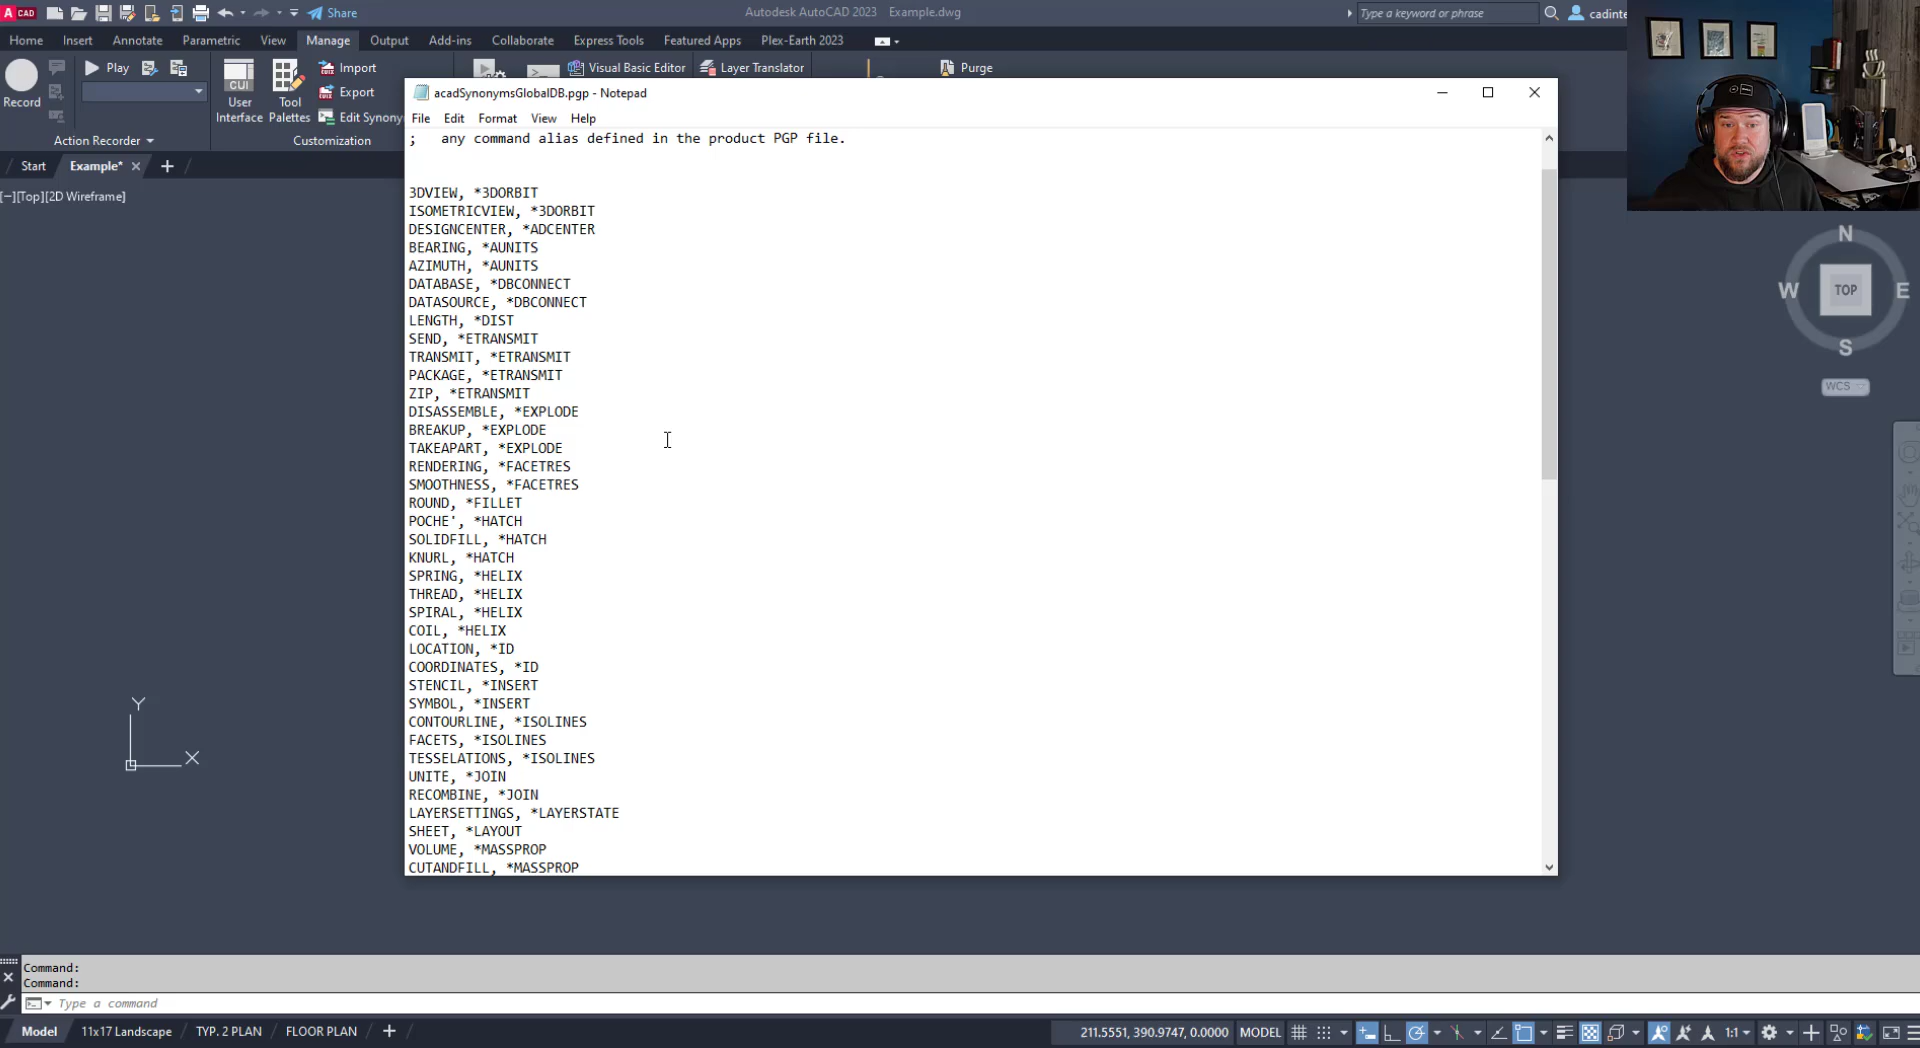 A CAD
Share
Autodesk AutoCAD 2023 Example.dwg
Type a keyword or phrase
cadinte
Home Insert Annotate Parametric View Manage Output Add-ins Collaborate Express Tools Featured Apps Plex-Earth 2023
Play
Record
Action Recorder
CUI
User
Interface
Tool
Palettes
Import
Export
Edit Synony
Customization
Visual Basic Editor
Layer Translator
Purge
acadSynonymsGlobalDB.pgp - Notepad
File Edit Format View Help
; any command alias defined in the product PGP file.
3DVIEW, *3DORBIT
ISOMETRICVIEW, *3DORBIT
DESIGNCENTER, *ADCENTER
BEARING, *AUNITS
AZIMUTH, *AUNITS
DATABASE, *DBCONNECT
DATASOURCE, *DBCONNECT
LENGTH, *DIST
SEND, *ETRANSMIT
TRANSMIT, *ETRANSMIT
PACKAGE, *ETRANSMIT
ZIP, *ETRANSMIT
DISASSEMBLE, *EXPLODE
BREAKUP, *EXPLODE
TAKEAPART, *EXPLODE
RENDERING, *FACETRES
SMOOTHNESS, *FACETRES
ROUND, *FILLET
POCHE', *HATCH
SOLIDFILL, *HATCH
KNURL, *HATCH
SPRING, *HELIX
THREAD, *HELIX
SPIRAL, *HELIX
COIL, *HELIX
LOCATION, *ID
COORDINATES, *ID
STENCIL, *INSERT
SYMBOL, *INSERT
CONTOURLINE, *ISOLINES
FACETS, *ISOLINES
TESSELATIONS, *ISOLINES
UNITE, *JOIN
RECOMBINE, *JOIN
LAYERSETTINGS, *LAYERSTATE
SHEET, *LAYOUT
VOLUME, *MASSPROP
CUTANDFILL, *MASSPROP
Start Example*
[−][Top][2D Wireframe]
N
W TOP E
S
WCS
Y
X
Command:
Command:
Type a command
Model 11x17 Landscape TYP. 2 PLAN FLOOR PLAN
211.5551, 390.9747, 0.0000 MODEL
1:1